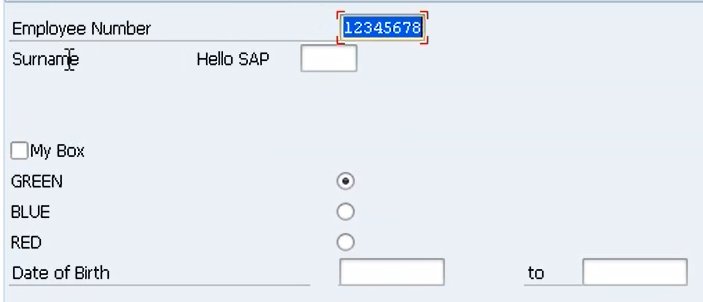 Employee Number 12345678
Surname Hello SAP
My Box
GREEN
BLUE
RED
Date of Birth to